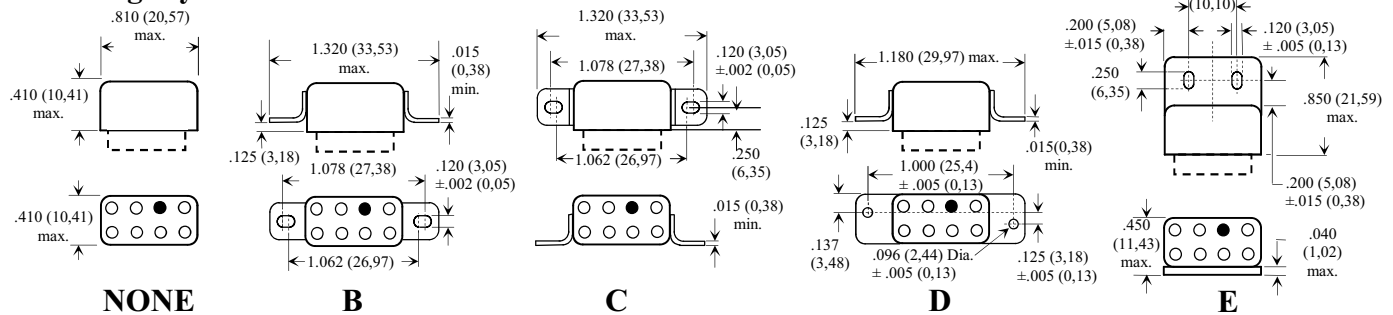 .810 (20,57)
max.
.410 (10,41)
max.
.410 (10,41)
max.
NONE
1.320 (33,53)
max.
.015
(0,38)
min.
.125 (3,18)
1.078 (27,38)
.120 (3,05)
±.002 (0,05)
1.062 (26,97)
B
1.320 (33,53)
max.
1.078 (27,38)
.120 (3,05)
±.002 (0,05)
1.062 (26,97)
.250
(6,35)
.015 (0,38)
min.
C
1.180 (29,97) max.
.125
(3,18)
.015(0,38)
min.
1.000 (25,4)
± .005 (0,13)
.137
(3,48)
.096 (2,44) Dia.
± .005 (0,13)
.125 (3,18)
±.005 (0,13)
D
(10,10)
.200 (5,08)
±.015 (0,38)
.120 (3,05)
± .005 (0,13)
.250
(6,35)
.850 (21,59)
max.
.200 (5,08)
±.015 (0,38)
.450
(11,43)
max.
.040
(1,02)
max.
E